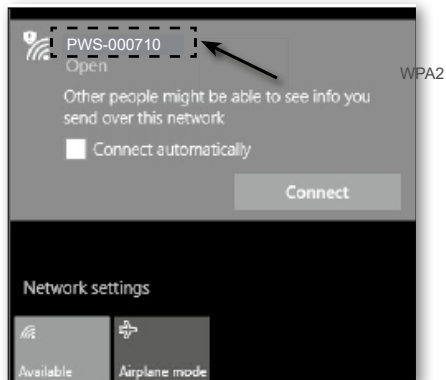 PWS-000710
Open
WPA2
Other people might be able to see info you
send over this network
Connect automatically
Connect
Network settings
Available
Airplane mode